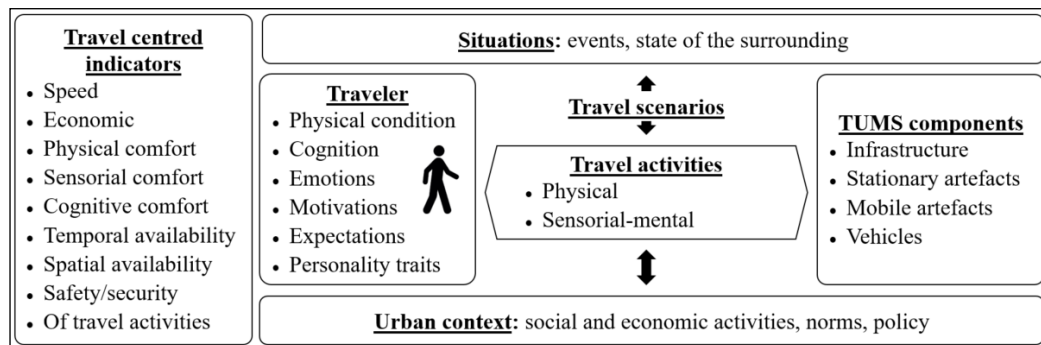 Travel centred
indicators
• Speed
• Economic
• Physical comfort
• Sensorial comfort
• Cognitive comfort
• Temporal availability
• Spatial availability
• Safety/security
• Of travel activities
Situations: events, state of the surrounding
Traveler
• Physical condition
• Cognition
• Emotions
• Motivations
• Expectations
• Personality traits
Travel scenarios
Travel activities
• Physical
• Sensorial-mental
TUMS components
• Infrastructure
• Stationary artefacts
• Mobile artefacts
• Vehicles
Urban context: social and economic activities, norms, policy